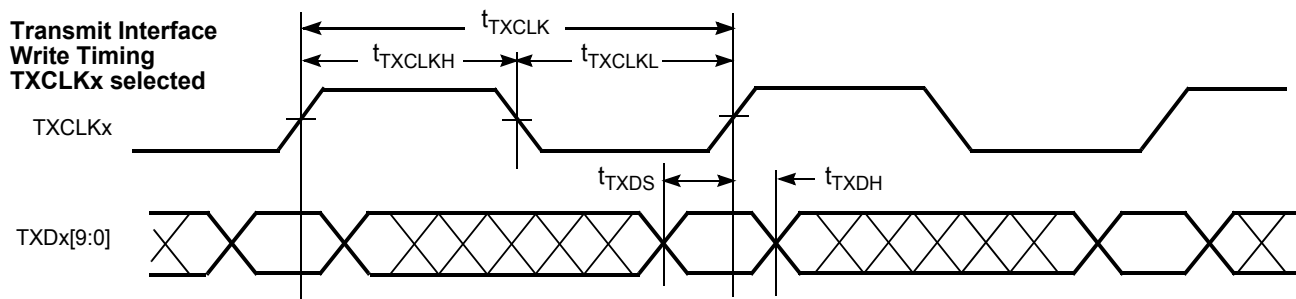 Transmit Interface
Write Timing
TXCLKx selected
tTXCLK
tTXCLKH
tTXCLKL
TXCLKx
tTXDS
tTXDH
TXDx[9:0]